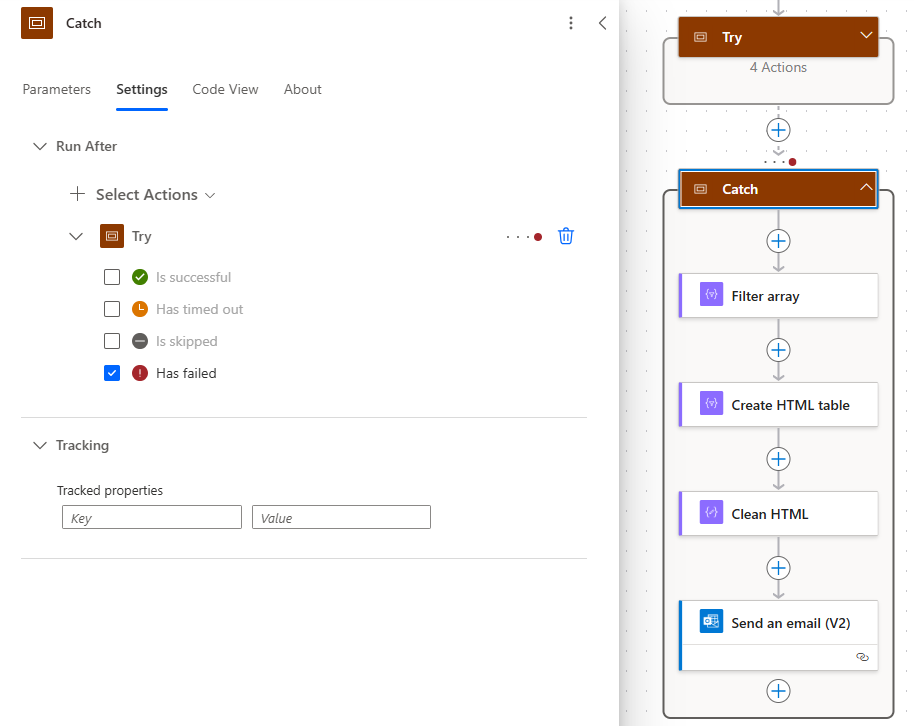 Catch
Parameters
Settings
Code View
About
Run After
Select Actions
Try
Is successful
Has timed out
Is skipped
Has failed
Tracking
Tracked properties
Key
Value
Try
4 Actions
Catch
Filter array
Create HTML table
Clean HTML
Send an email (V2)